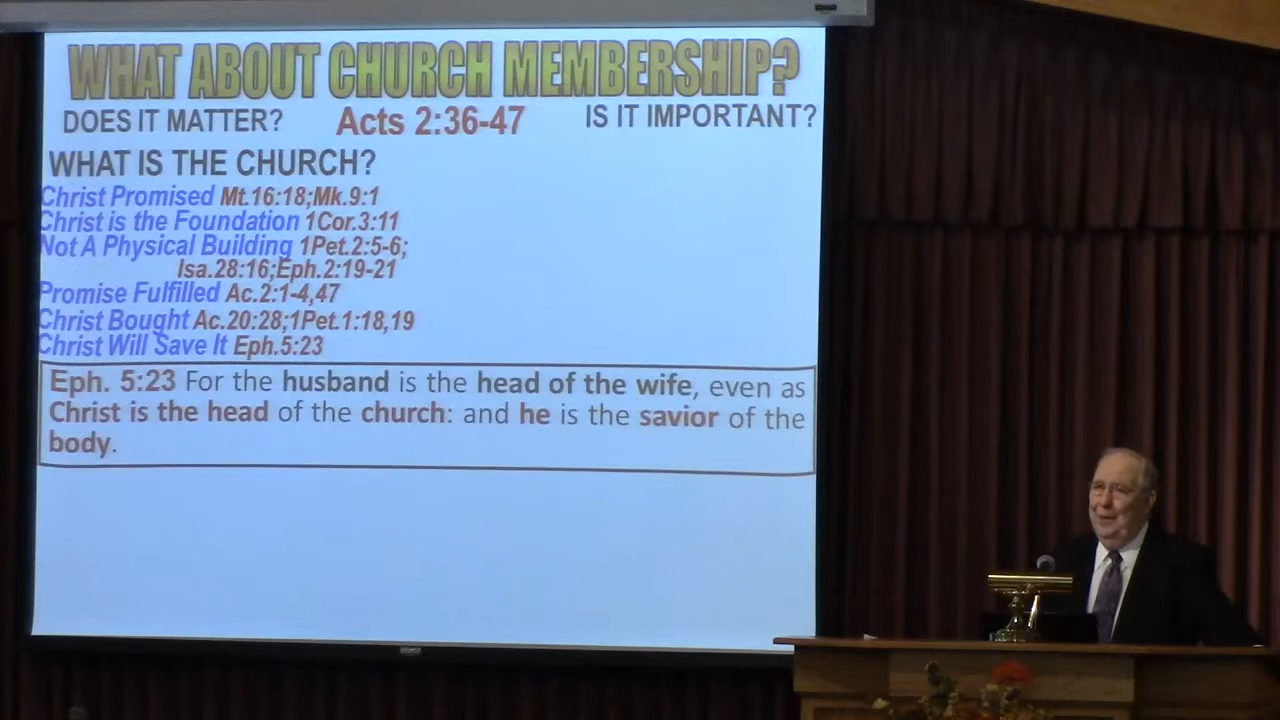 WHAT ABOUT CHURCH MEMBERSHIP?
DOES IT MATTER? Acts 2:36-47 IS IT IMPORTANT?
WHAT IS THE CHURCH?
Christ Promised Mt.16:18;Mk.9:1
Christ is the Foundation 1Cor.3:11
Not A Physical Building 1Pet.2:5-6;
Isa.28:16;Eph.2:19-21
Promise Fulfilled Ac.2:1-4,47
Christ Bought Ac.20:28;1Pet.1:18,19
Christ Will Save It Eph.5:23
Eph. 5:23 For the husband is the head of the wife, even as
Christ is the head of the church: and he is the savior of the
body.